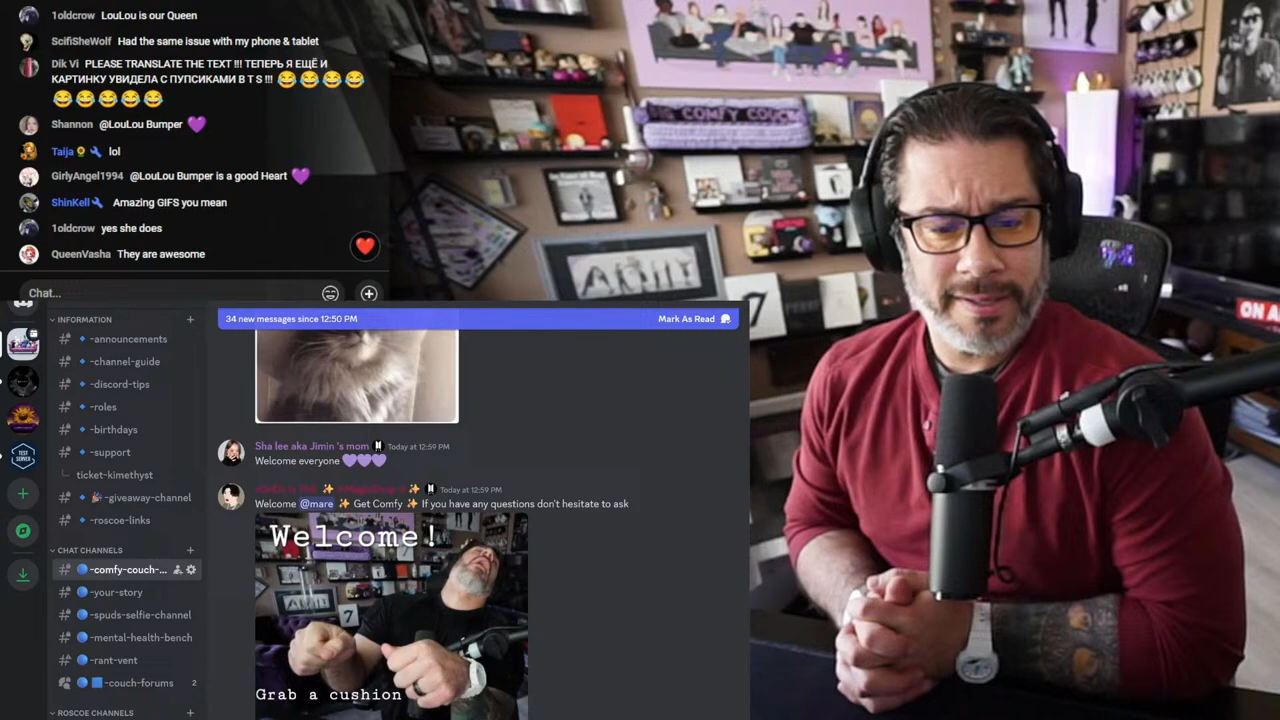 1oldcrow LouLou is our Queen
ScifiSheWolf Had the same issue with my phone & tablet
Dik Vi PLEASE TRANSLATE THE TEXT !!! ТЕПЕРЬ Я ЕЩЁ И
КАРТИНКУ УВИДЕЛА С ПУПСИКАМИ B T S !!! 😂😂😂😂
😂😂😂😂😂
Shannon @LouLou Bumper 💜
Taija🌻 lol
GirlyAngel1994 @LouLou Bumper is a good Heart 💜
ShinKell Amazing GIFS you mean
1oldcrow yes she does
QueenVasha They are awesome
Chat...
COMFY COUCH
ARMY
7
ON A
34 new messages since 12:50 PM Mark As Read
INFORMATION
-announcements
-channel-guide
-discord-tips
-roles
-birthdays
-support
ticket-kimethyst
-giveaway-channel
-roscoe-links
CHAT CHANNELS
-comfy-couch-...
-your-story
-spuds-selfie-channel
-mental-health-bench
-rant-vent
-couch-forums 2
ROSCOE CHANNELS
TEST
SERVER
Sha lee aka Jimin 's mom Today at 12:59 PM
Welcome everyone 💜💜💜
Today at 12:59 PM
Welcome @mare ✨ Get Comfy ✨ If you have any questions don't hesitate to ask
Welcome!
ARMY
7
Grab a cushion